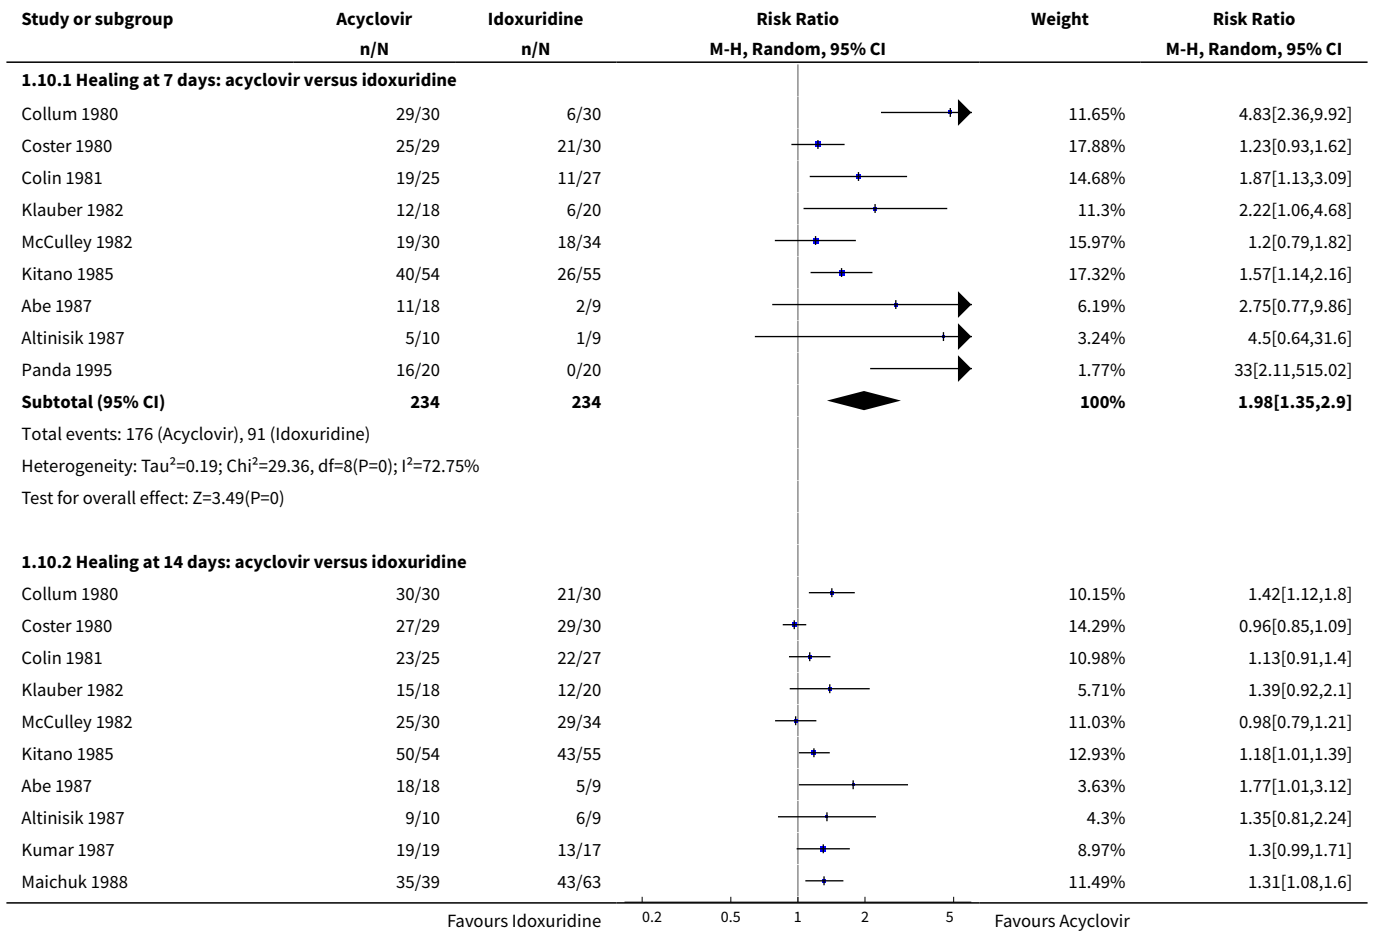 Study or subgroup Acyclovir Idoxuridine Risk Ratio Weight Risk Ratio
n/N n/N M-H, Random, 95% CI M-H, Random, 95% CI
1.10.1 Healing at 7 days: acyclovir versus idoxuridine
Collum 1980 29/30 6/30 11.65% 4.83[2.36,9.92]
Coster 1980 25/29 21/30 17.88% 1.23[0.93,1.62]
Colin 1981 19/25 11/27 14.68% 1.87[1.13,3.09]
Klauber 1982 12/18 6/20 11.3% 2.22[1.06,4.68]
McCulley 1982 19/30 18/34 15.97% 1.2[0.79,1.82]
Kitano 1985 40/54 26/55 17.32% 1.57[1.14,2.16]
Abe 1987 11/18 2/9 6.19% 2.75[0.77,9.86]
Altinisik 1987 5/10 1/9 3.24% 4.5[0.64,31.6]
Panda 1995 16/20 0/20 1.77% 33[2.11,515.02]
Subtotal (95% CI) 234 234 100% 1.98[1.35,2.9]
Total events: 176 (Acyclovir), 91 (Idoxuridine)
Heterogeneity: Tau²=0.19; Chi²=29.36, df=8(P=0); I²=72.75%
Test for overall effect: Z=3.49(P=0)
1.10.2 Healing at 14 days: acyclovir versus idoxuridine
Collum 1980 30/30 21/30 10.15% 1.42[1.12,1.8]
Coster 1980 27/29 29/30 14.29% 0.96[0.85,1.09]
Colin 1981 23/25 22/27 10.98% 1.13[0.91,1.4]
Klauber 1982 15/18 12/20 5.71% 1.39[0.92,2.1]
McCulley 1982 25/30 29/34 11.03% 0.98[0.79,1.21]
Kitano 1985 50/54 43/55 12.93% 1.18[1.01,1.39]
Abe 1987 18/18 5/9 3.63% 1.77[1.01,3.12]
Altinisik 1987 9/10 6/9 4.3% 1.35[0.81,2.24]
Kumar 1987 19/19 13/17 8.97% 1.3[0.99,1.71]
Maichuk 1988 35/39 43/63 11.49% 1.31[1.08,1.6]
Favours Idoxuridine 0.2 0.5 1 2 5 Favours Acyclovir